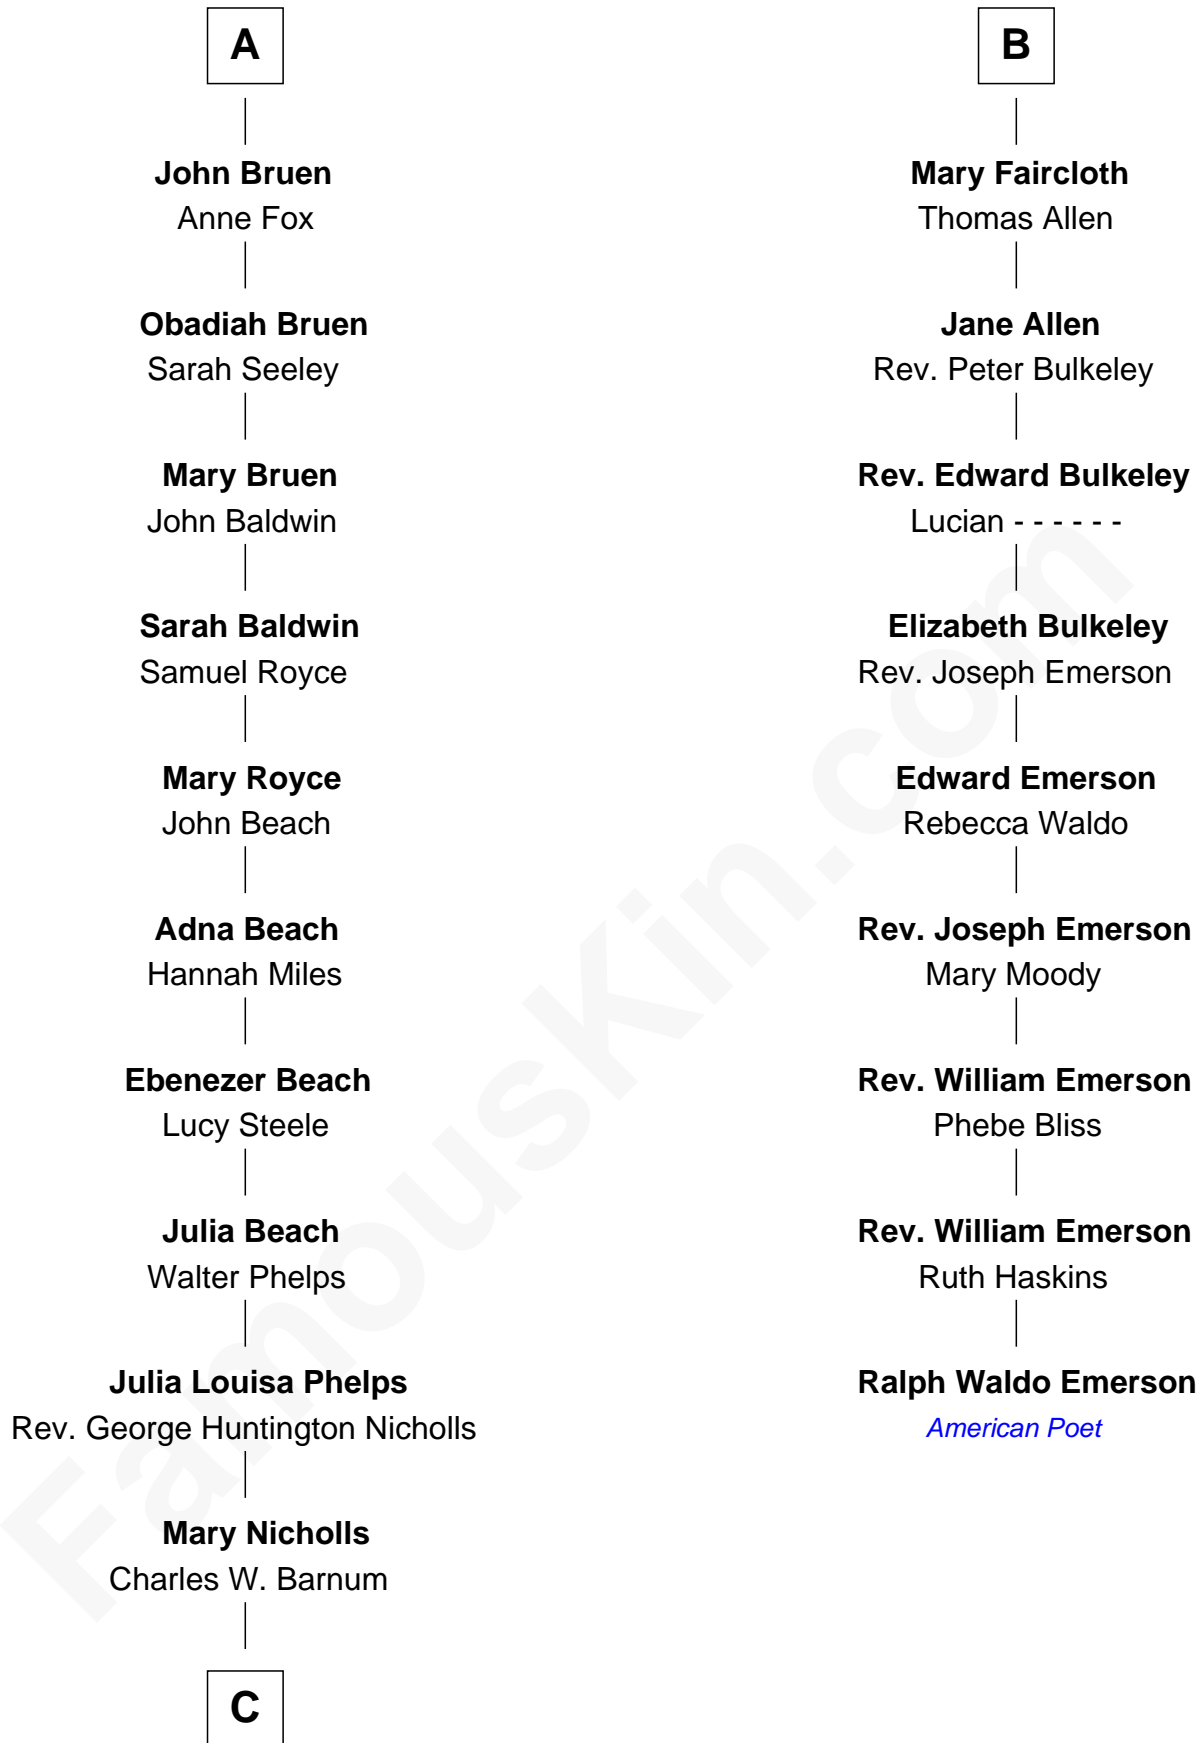 A
John Bruen
Anne Fox
Obadiah Bruen
Sarah Seeley
Mary Bruen
John Baldwin
Sarah Baldwin
Samuel Royce
Mary Royce
John Beach
Adna Beach
Hannah Miles
Ebenezer Beach
Lucy Steele
Julia Beach
Walter Phelps
Julia Louisa Phelps
Rev. George Huntington Nicholls
Mary Nicholls
Charles W. Barnum
C
B
Mary Faircloth
Thomas Allen
Jane Allen
Rev. Peter Bulkeley
Rev. Edward Bulkeley
Lucian - - - - - -
Elizabeth Bulkeley
Rev. Joseph Emerson
Edward Emerson
Rebecca Waldo
Rev. Joseph Emerson
Mary Moody
Rev. William Emerson
Phebe Bliss
Rev. William Emerson
Ruth Haskins
Ralph Waldo Emerson
American Poet
FamousKin.com